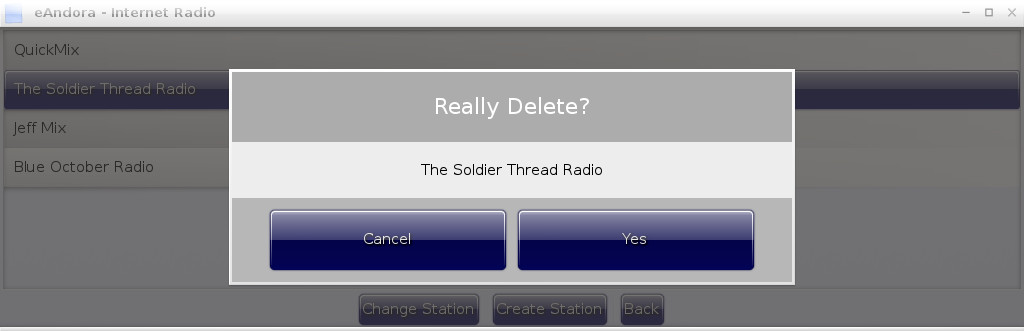 eAndora - Internet Radio
QuickMix
The Soldier Thread Radio
Jeff Mix
Blue October Radio
Really Delete?
The Soldier Thread Radio
Cancel Yes
Change Station Create Station Back